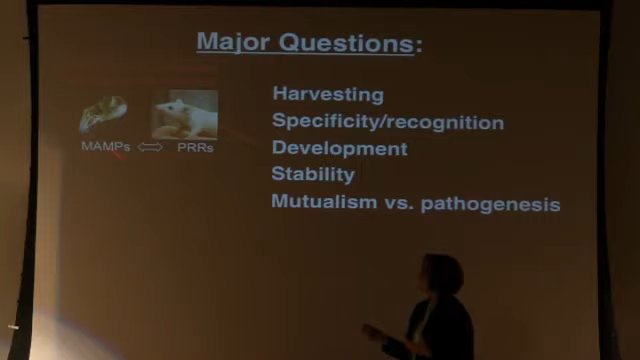 Major Questions:
MAMPs PRRs
Harvesting
Specificity/recognition
Development
Stability
Mutualism vs. pathogenesis